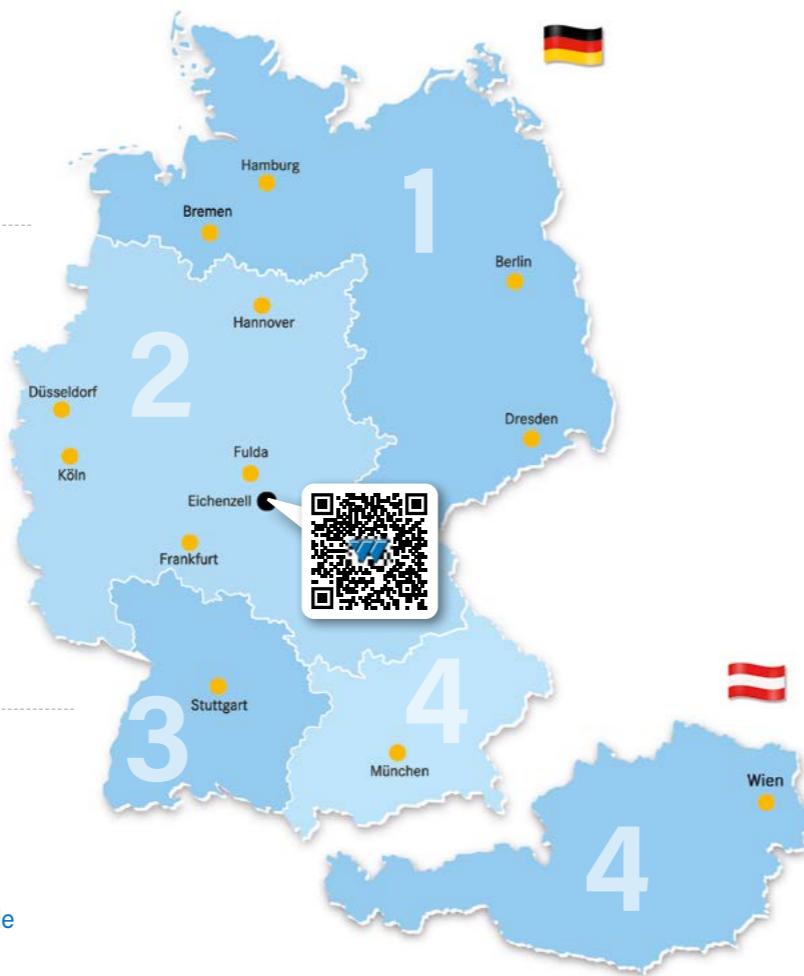 Hamburg
1
Bremen
Berlin
Hannover
2
Düsseldorf
Dresden
Fulda
Köln
Eichenzell
Frankfurt
4
Stuttgart
3
München
Wien
4
e